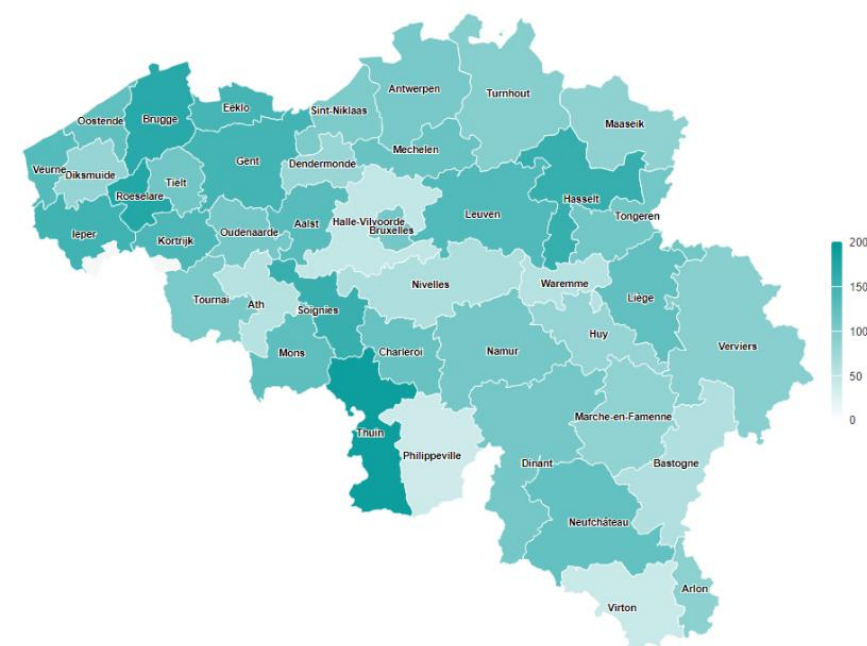 Antwerpen
Turnhout
Eeklo
Sint-Niklaas
Oostende
Brugge
Maaseik
Mechelen
Gent
Dendermonde
Veurne
Diksmuide
Tielt
Roeselare
Hasselt
Leuven
Tongeren
Aalst
Halle-Vilvoorde
Bruxelles
Oudenaarde
Ieper
Kortrijk
200
Nivelles
Waremme
Tournai
Ath
Liège
150
Soignies
Huy
100
Verviers
Mons
Charleroi
Namur
50
Marche-en-Famenne
0
Thuin
Philippeville
Dinant
Bastogne
Neufchâteau
Arlon
Virton